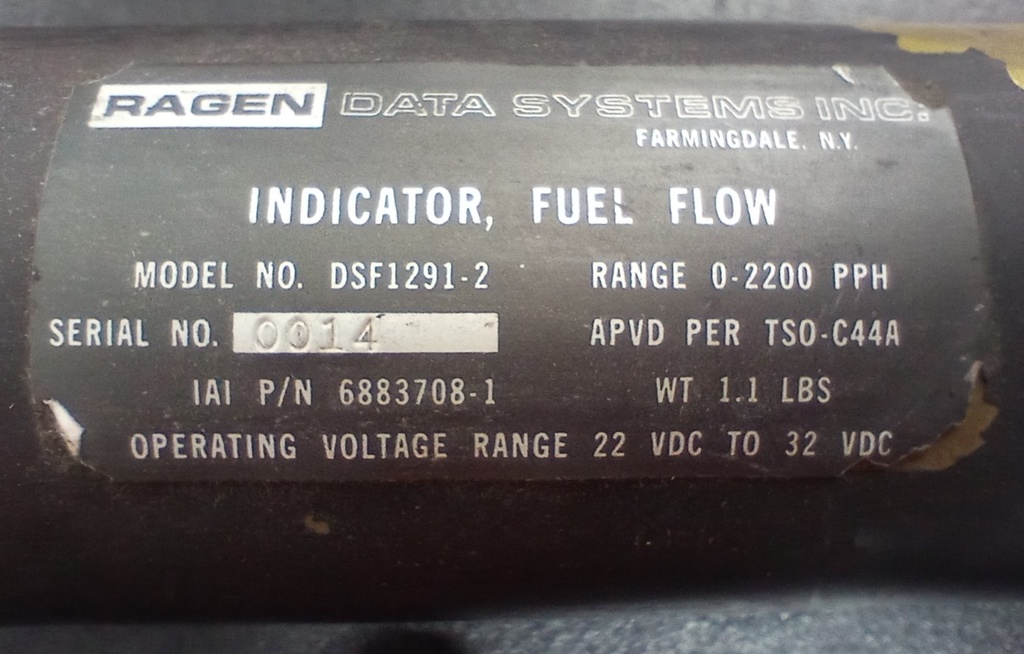 RAGEN DATA SYSTEMS INC.
FARMINGDALE. N.Y.
INDICATOR, FUEL FLOW
MODEL NO. DSF1291-2 RANGE 0-2200 PPH
SERIAL NO. 0014 APVD PER TSO-C44A
IAI P/N 6883708-1 WT 1.1 LBS
OPERATING VOLTAGE RANGE 22 VDC TO 32 VDC